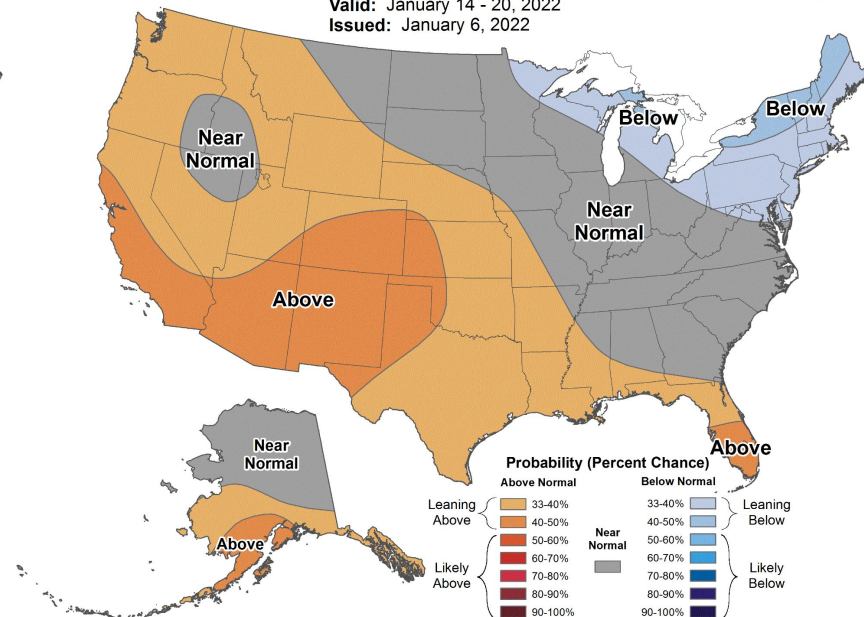 Valid: January 14 - 20, 2022
Issued: January 6, 2022
Near
Normal
Below
Below
Near
Normal
Above
Above
Near
Normal
Above
Probability (Percent Chance)
Above Normal
Below Normal
Leaning
Above
33-40%
40-50%
Likely
Above
50-60%
60-70%
70-80%
80-90%
90-100%
Near
Normal
33-40%
40-50%
Leaning
Below
50-60%
60-70%
70-80%
80-90%
90-100%
Likely
Below